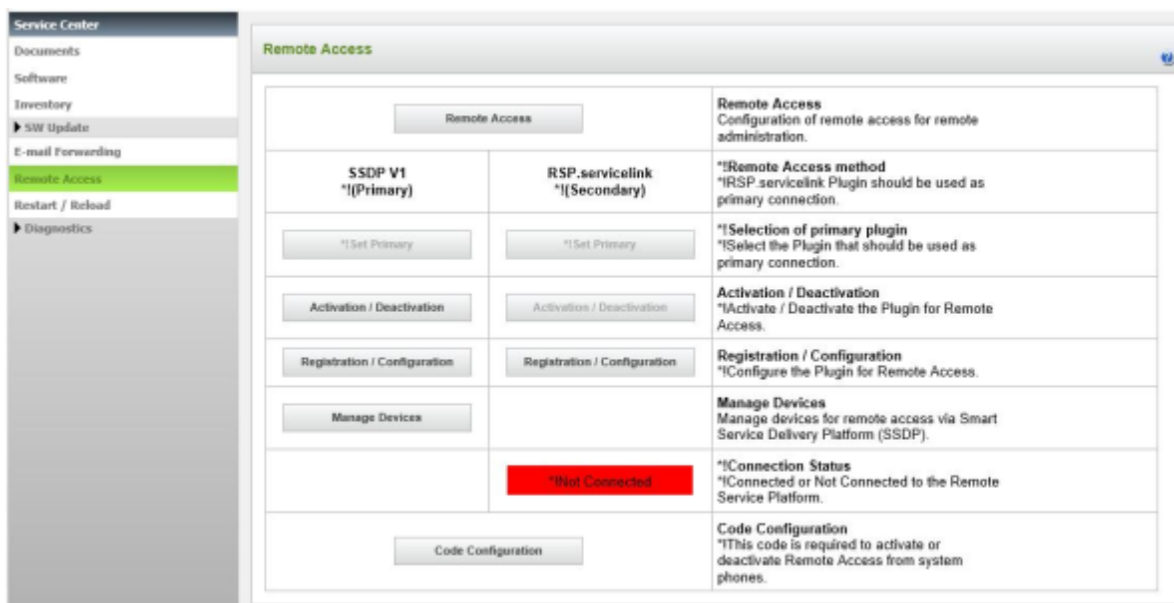 Service Center
Documents
Software
Inventory
SW Update
E-mail Forwarding
Remote Access
Restart / Reload
Diagnostics
Remote Access
Remote Access
Remote Access
Configuration of remote access for remote
administration.
SSDP V1
*!(Primary)
RSP.servicelink
*!(Secondary)
*!Remote Access method
*!RSP.servicelink Plugin should be used as
primary connection.
*!Set Primary
*!Set Primary
*!Selection of primary plugin
*!Select the Plugin that should be used as
primary connection.
Activation / Deactivation
Activation / Deactivation
Activation / Deactivation
*!Activate / Deactivate the Plugin for Remote
Access.
Registration / Configuration
Registration / Configuration
Registration / Configuration
*!Configure the Plugin for Remote Access.
Manage Devices
Manage Devices
Manage devices for remote access via Smart
Service Delivery Platform (SSDP).
*!Not Connected
*!Connection Status
*!Connected or Not Connected to the Remote
Service Platform.
Code Configuration
Code Configuration
*!This code is required to activate or
deactivate Remote Access from system
phones.